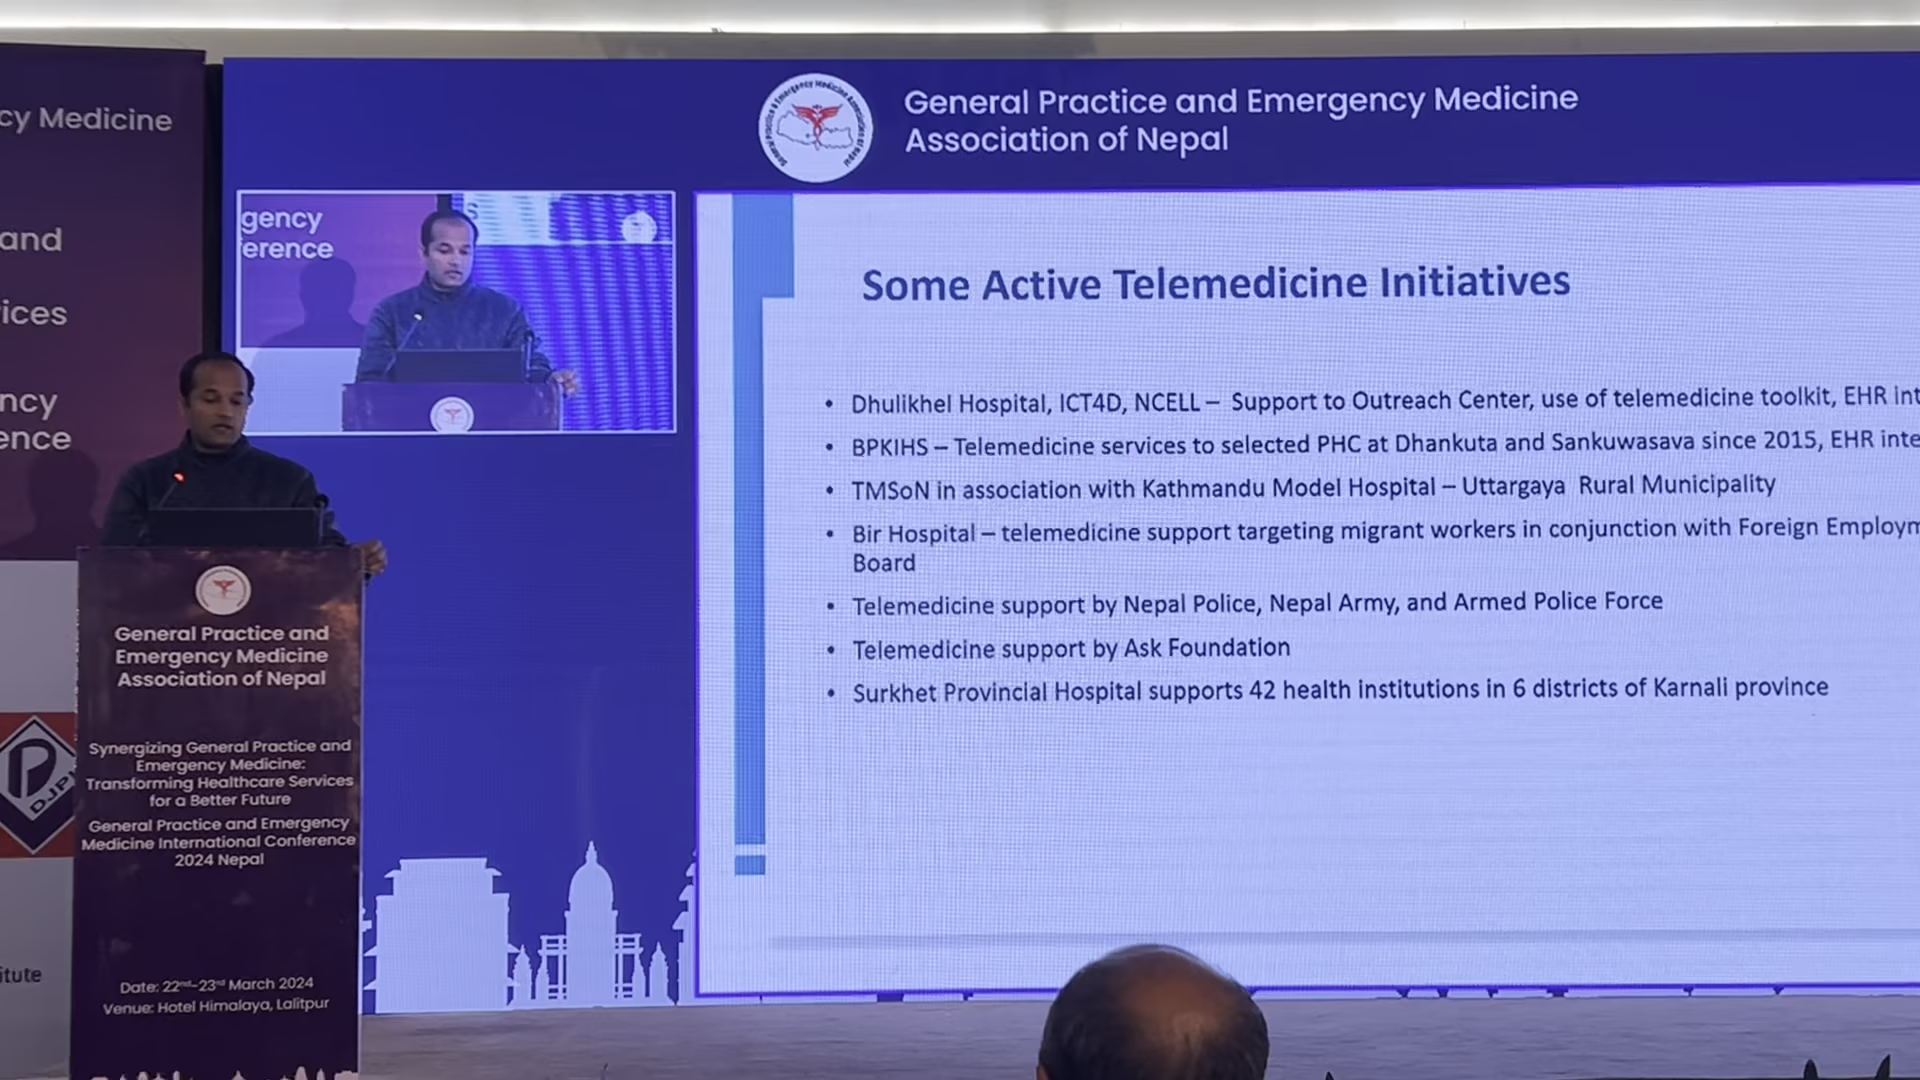 cy Medicine
and
ices
ncy
ence
itute
DJPI
General Practice and Emergency Medicine
Association of Nepal
gency
erence
S
Some Active Telemedicine Initiatives
• Dhulikhel Hospital, ICT4D, NCELL – Support to Outreach Center, use of telemedicine toolkit, EHR int
• BPKIHS – Telemedicine services to selected PHC at Dhankuta and Sankuwasava since 2015, EHR inte
• TMSoN in association with Kathmandu Model Hospital – Uttargaya Rural Municipality
• Bir Hospital – telemedicine support targeting migrant workers in conjunction with Foreign Employm
Board
• Telemedicine support by Nepal Police, Nepal Army, and Armed Police Force
• Telemedicine support by Ask Foundation
• Surkhet Provincial Hospital supports 42 health institutions in 6 districts of Karnali province
General Practice and
Emergency Medicine
Association of Nepal
Synergizing General Practice and
Emergency Medicine:
Transforming Healthcare Services
for a Better Future
General Practice and Emergency
Medicine International Conference
2024 Nepal
Date: 22nd-23rd March 2024
Venue: Hotel Himalaya, Lalitpur